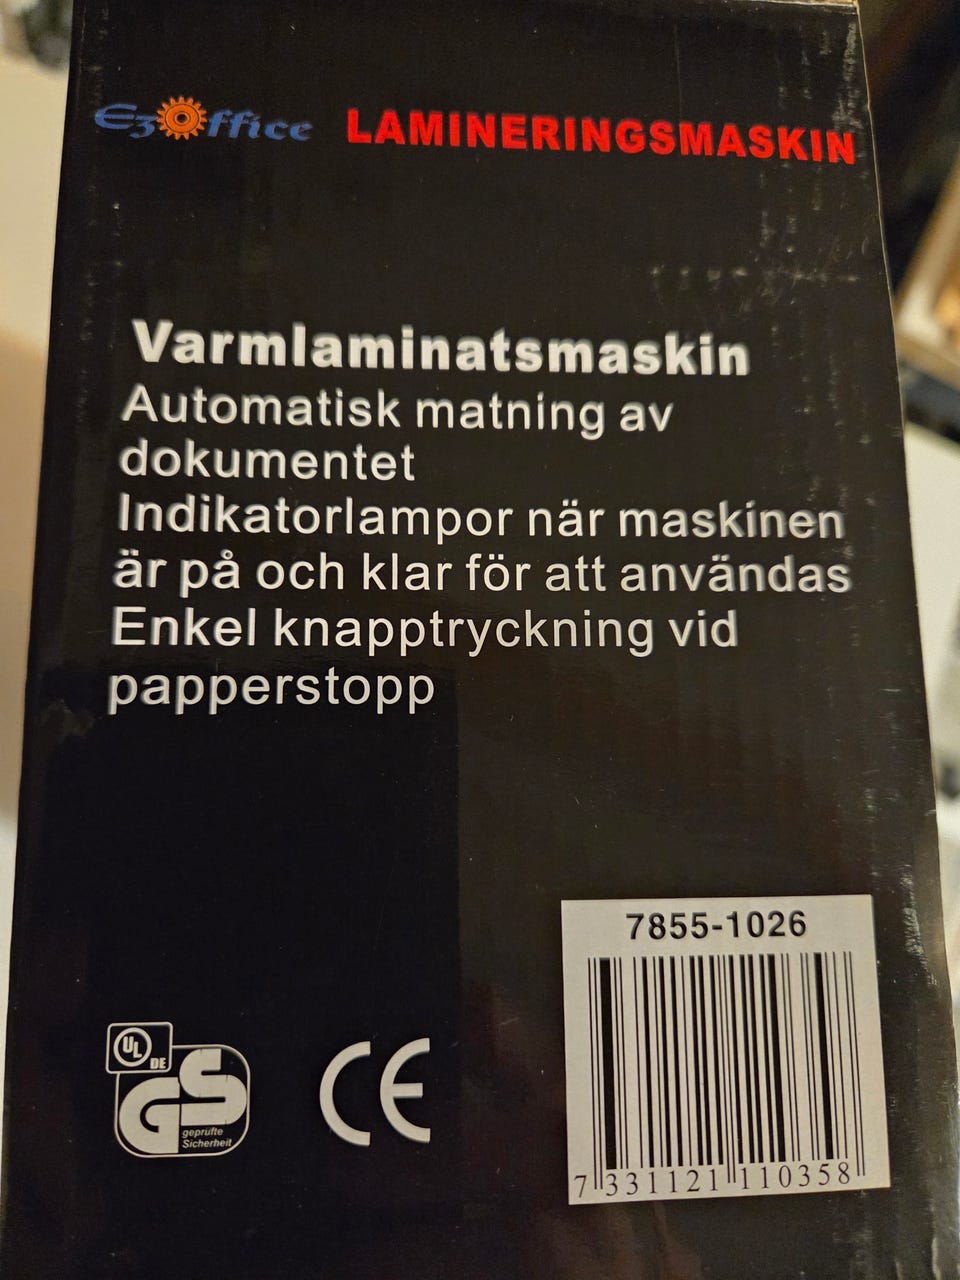 EzOffice LAMINERINGSMASKIN
Varmlaminatsmaskin
Automatisk matning av
dokumentet
Indikatorlampor när maskinen
är på och klar för att användas
Enkel knapptryckning vid
papperstopp
7855-1026
UL
DE
GS
geprüfte
Sicherheit
CE
7 331121 110358